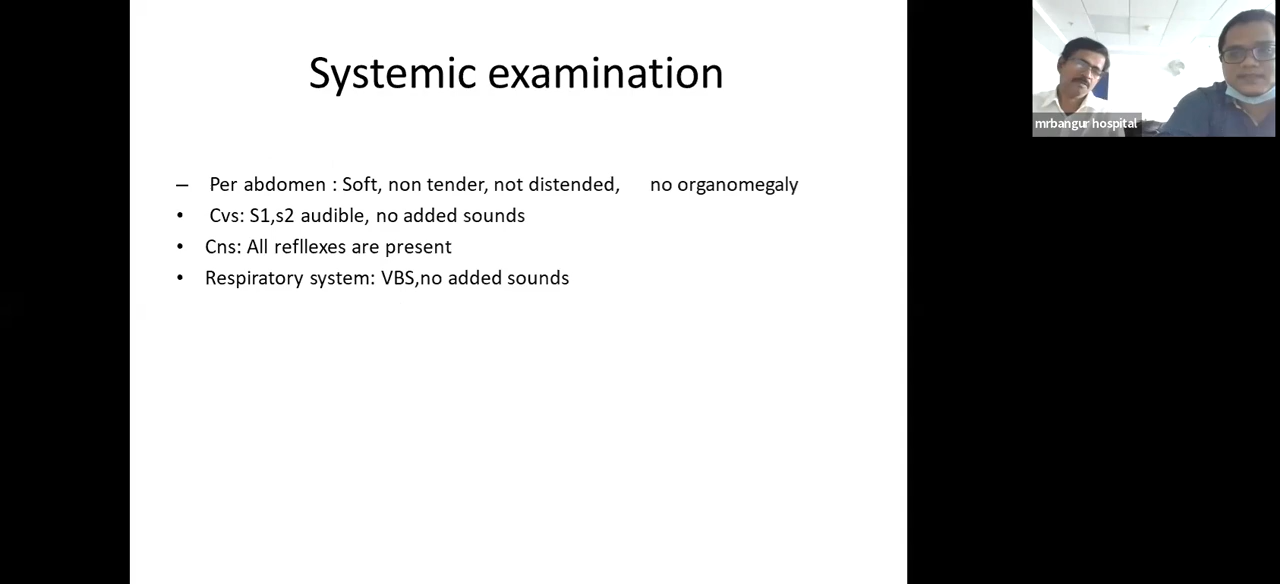 Systemic examination
– Per abdomen : Soft, non tender, not distended, no organomegaly
• Cvs: S1,s2 audible, no added sounds
• Cns: All refllexes are present
• Respiratory system: VBS,no added sounds
mrbangur hospital